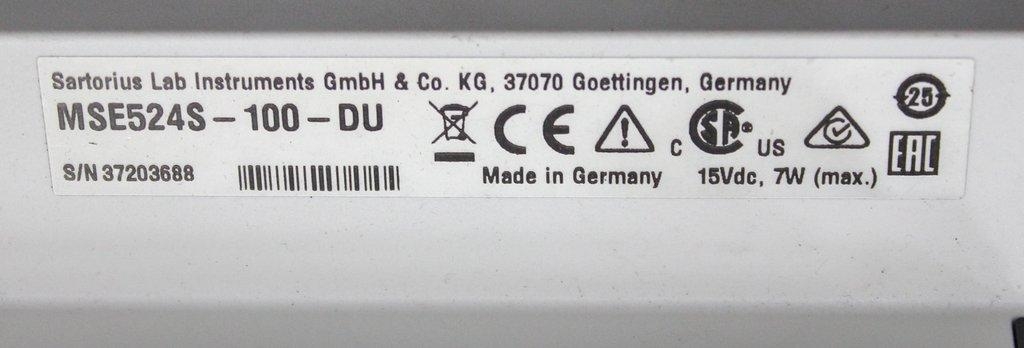 Sartorius Lab Instruments GmbH & Co. KG, 37070 Goettingen, Germany
MSE524S – 100 – DU
C E
C SA® US
25
EAC
S/N 37203688
Made in Germany 15Vdc, 7W (max.)